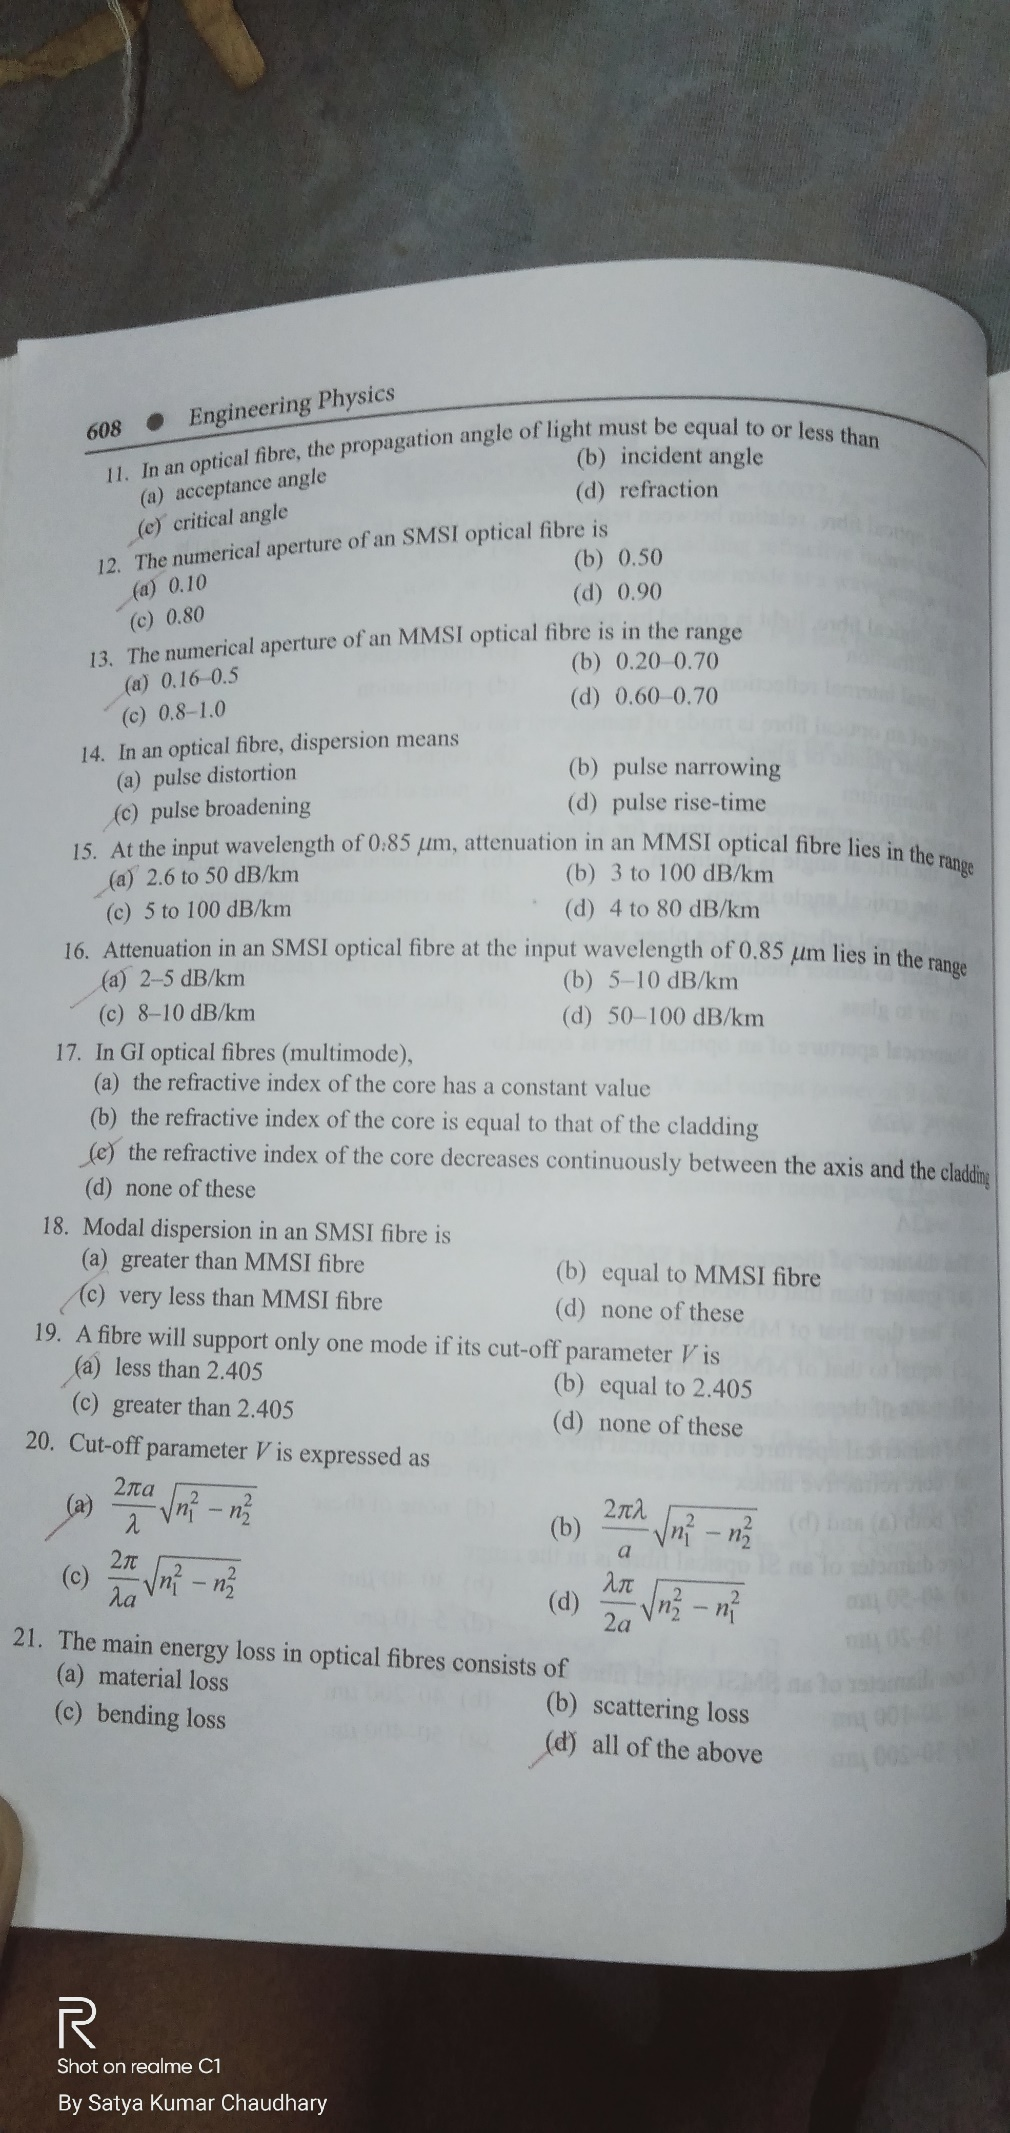 608 ● Engineering Physics
11. In an optical fibre, the propagation angle of light must be equal to or less than
(a) acceptance angle (b) incident angle
(c) critical angle (d) refraction
12. The numerical aperture of an SMSI optical fibre is
(a) 0.10 (b) 0.50
(c) 0.80 (d) 0.90
13. The numerical aperture of an MMSI optical fibre is in the range
(a) 0.16–0.5 (b) 0.20–0.70
(c) 0.8–1.0 (d) 0.60–0.70
14. In an optical fibre, dispersion means
(a) pulse distortion (b) pulse narrowing
(c) pulse broadening (d) pulse rise-time
15. At the input wavelength of 0.85 μm, attenuation in an MMSI optical fibre lies in the range
(a) 2.6 to 50 dB/km (b) 3 to 100 dB/km
(c) 5 to 100 dB/km (d) 4 to 80 dB/km
16. Attenuation in an SMSI optical fibre at the input wavelength of 0.85 μm lies in the range
(a) 2–5 dB/km (b) 5–10 dB/km
(c) 8–10 dB/km (d) 50–100 dB/km
17. In GI optical fibres (multimode),
(a) the refractive index of the core has a constant value
(b) the refractive index of the core is equal to that of the cladding
(c) the refractive index of the core decreases continuously between the axis and the cladding
(d) none of these
18. Modal dispersion in an SMSI fibre is
(a) greater than MMSI fibre (b) equal to MMSI fibre
(c) very less than MMSI fibre (d) none of these
19. A fibre will support only one mode if its cut-off parameter V is
(a) less than 2.405 (b) equal to 2.405
(c) greater than 2.405 (d) none of these
20. Cut-off parameter V is expressed as
(a) 2πa/λ √(n₁² − n₂²) (b) 2πλ/a √(n₁² − n₂²)
(c) 2π/λa √(n₁² − n₂²) (d) λπ/2a √(n₂² − n₁²)
21. The main energy loss in optical fibres consists of
(a) material loss (b) scattering loss
(c) bending loss (d) all of the above
R
Shot on realme C1
By Satya Kumar Chaudhary